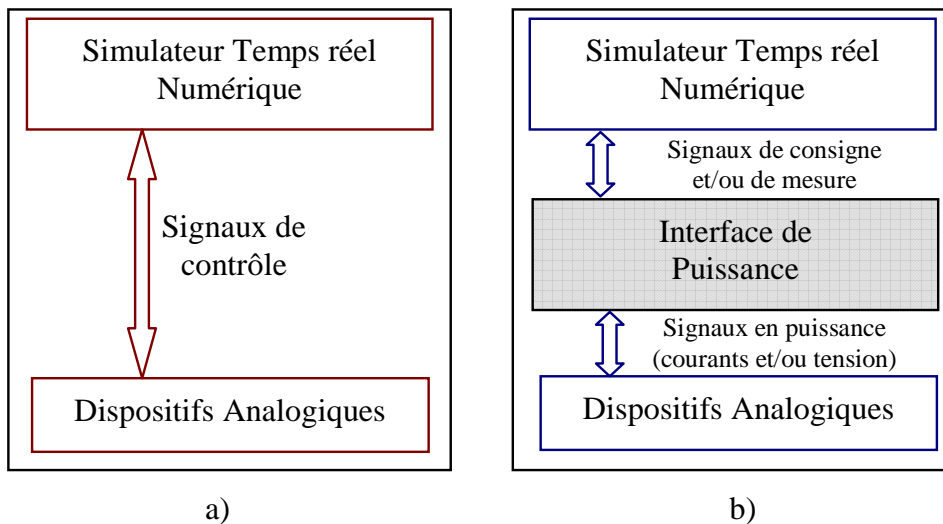 Simulateur Temps réel
Numérique
Signaux de
contrôle
Dispositifs Analogiques
a)
Simulateur Temps réel
Numérique
Signaux de consigne
et/ou de mesure
Interface de
Puissance
Signaux en puissance
(courants et/ou tension)
Dispositifs Analogiques
b)